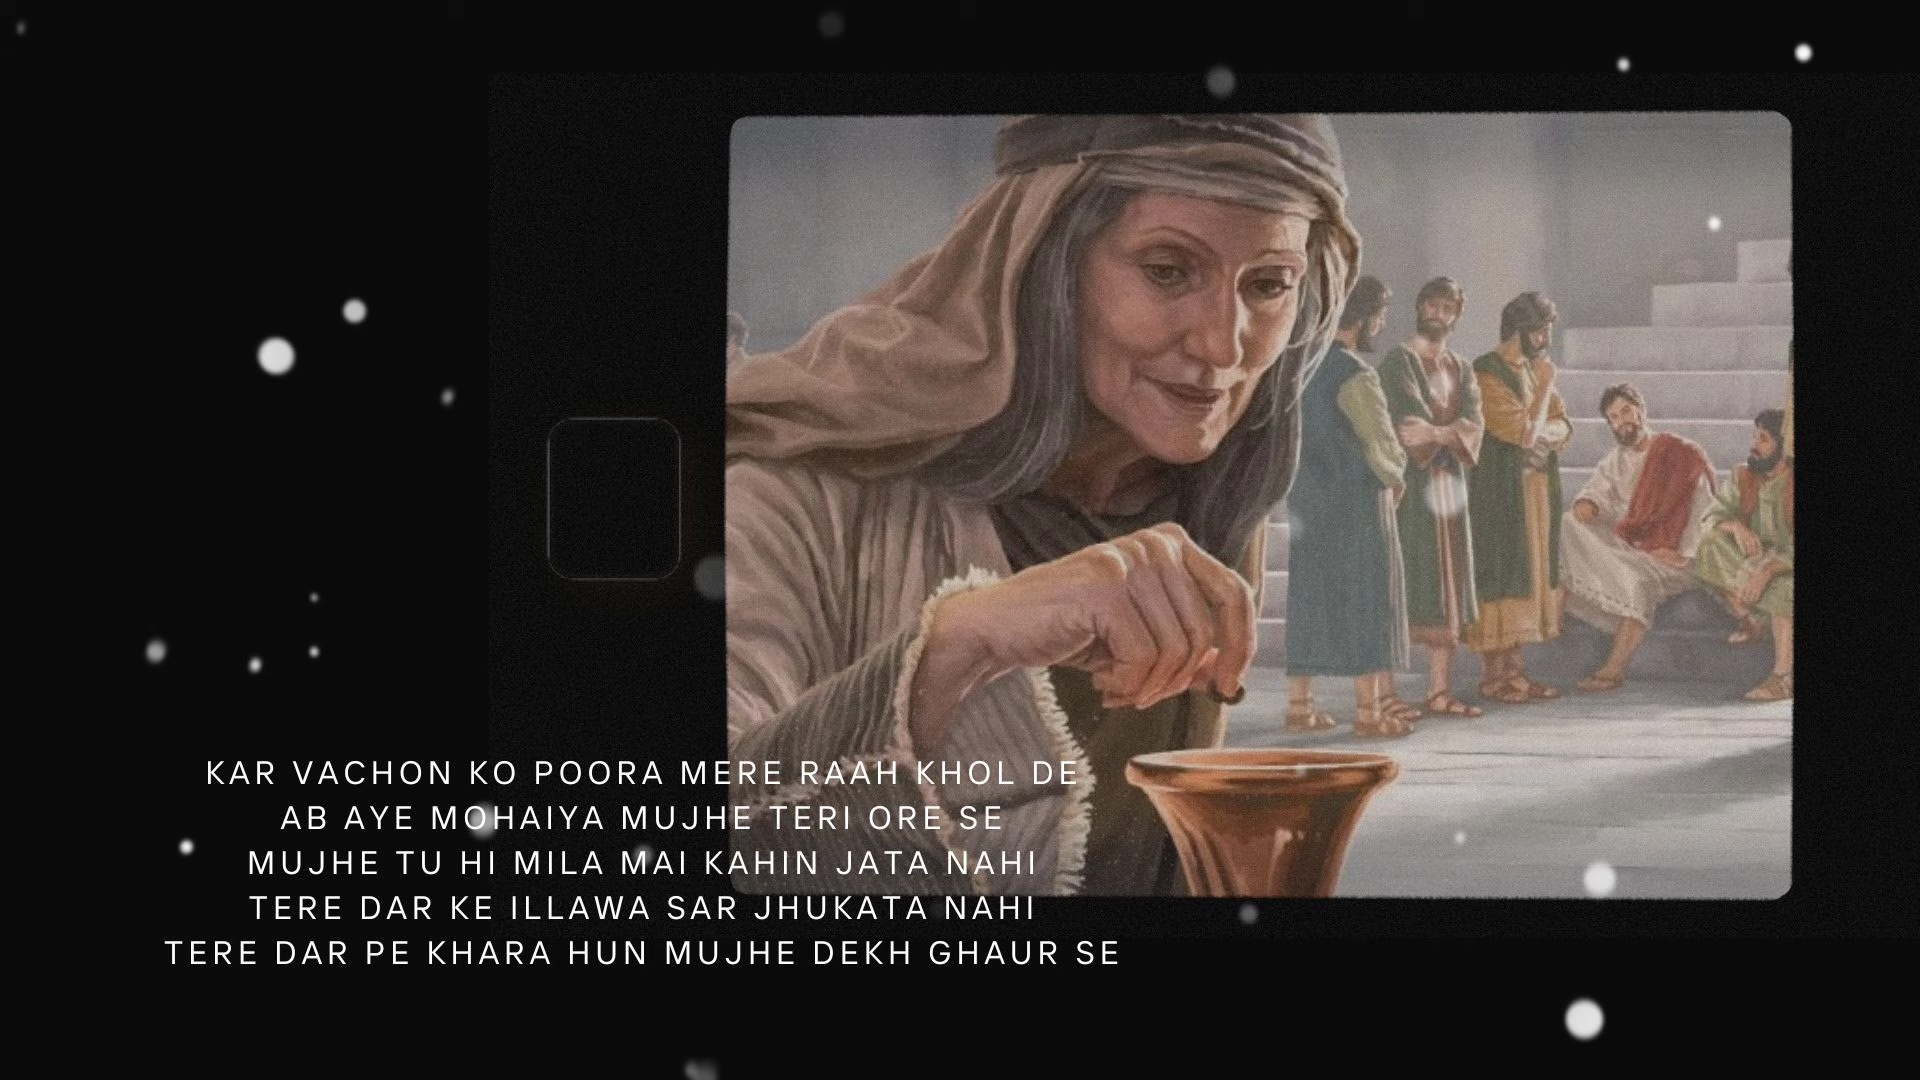 KAR VACHON KO POORA MERE RAAH KHOL DE
AB AYE MOHAIYA MUJHE TERI ORE SE
MUJHE TU HI MILA MAI KAHIN JATA NAHI
TERE DAR KE ILLAWA SAR JHUKATA NAHI
TERE DAR PE KHARA HUN MUJHE DEKH GHAUR SE